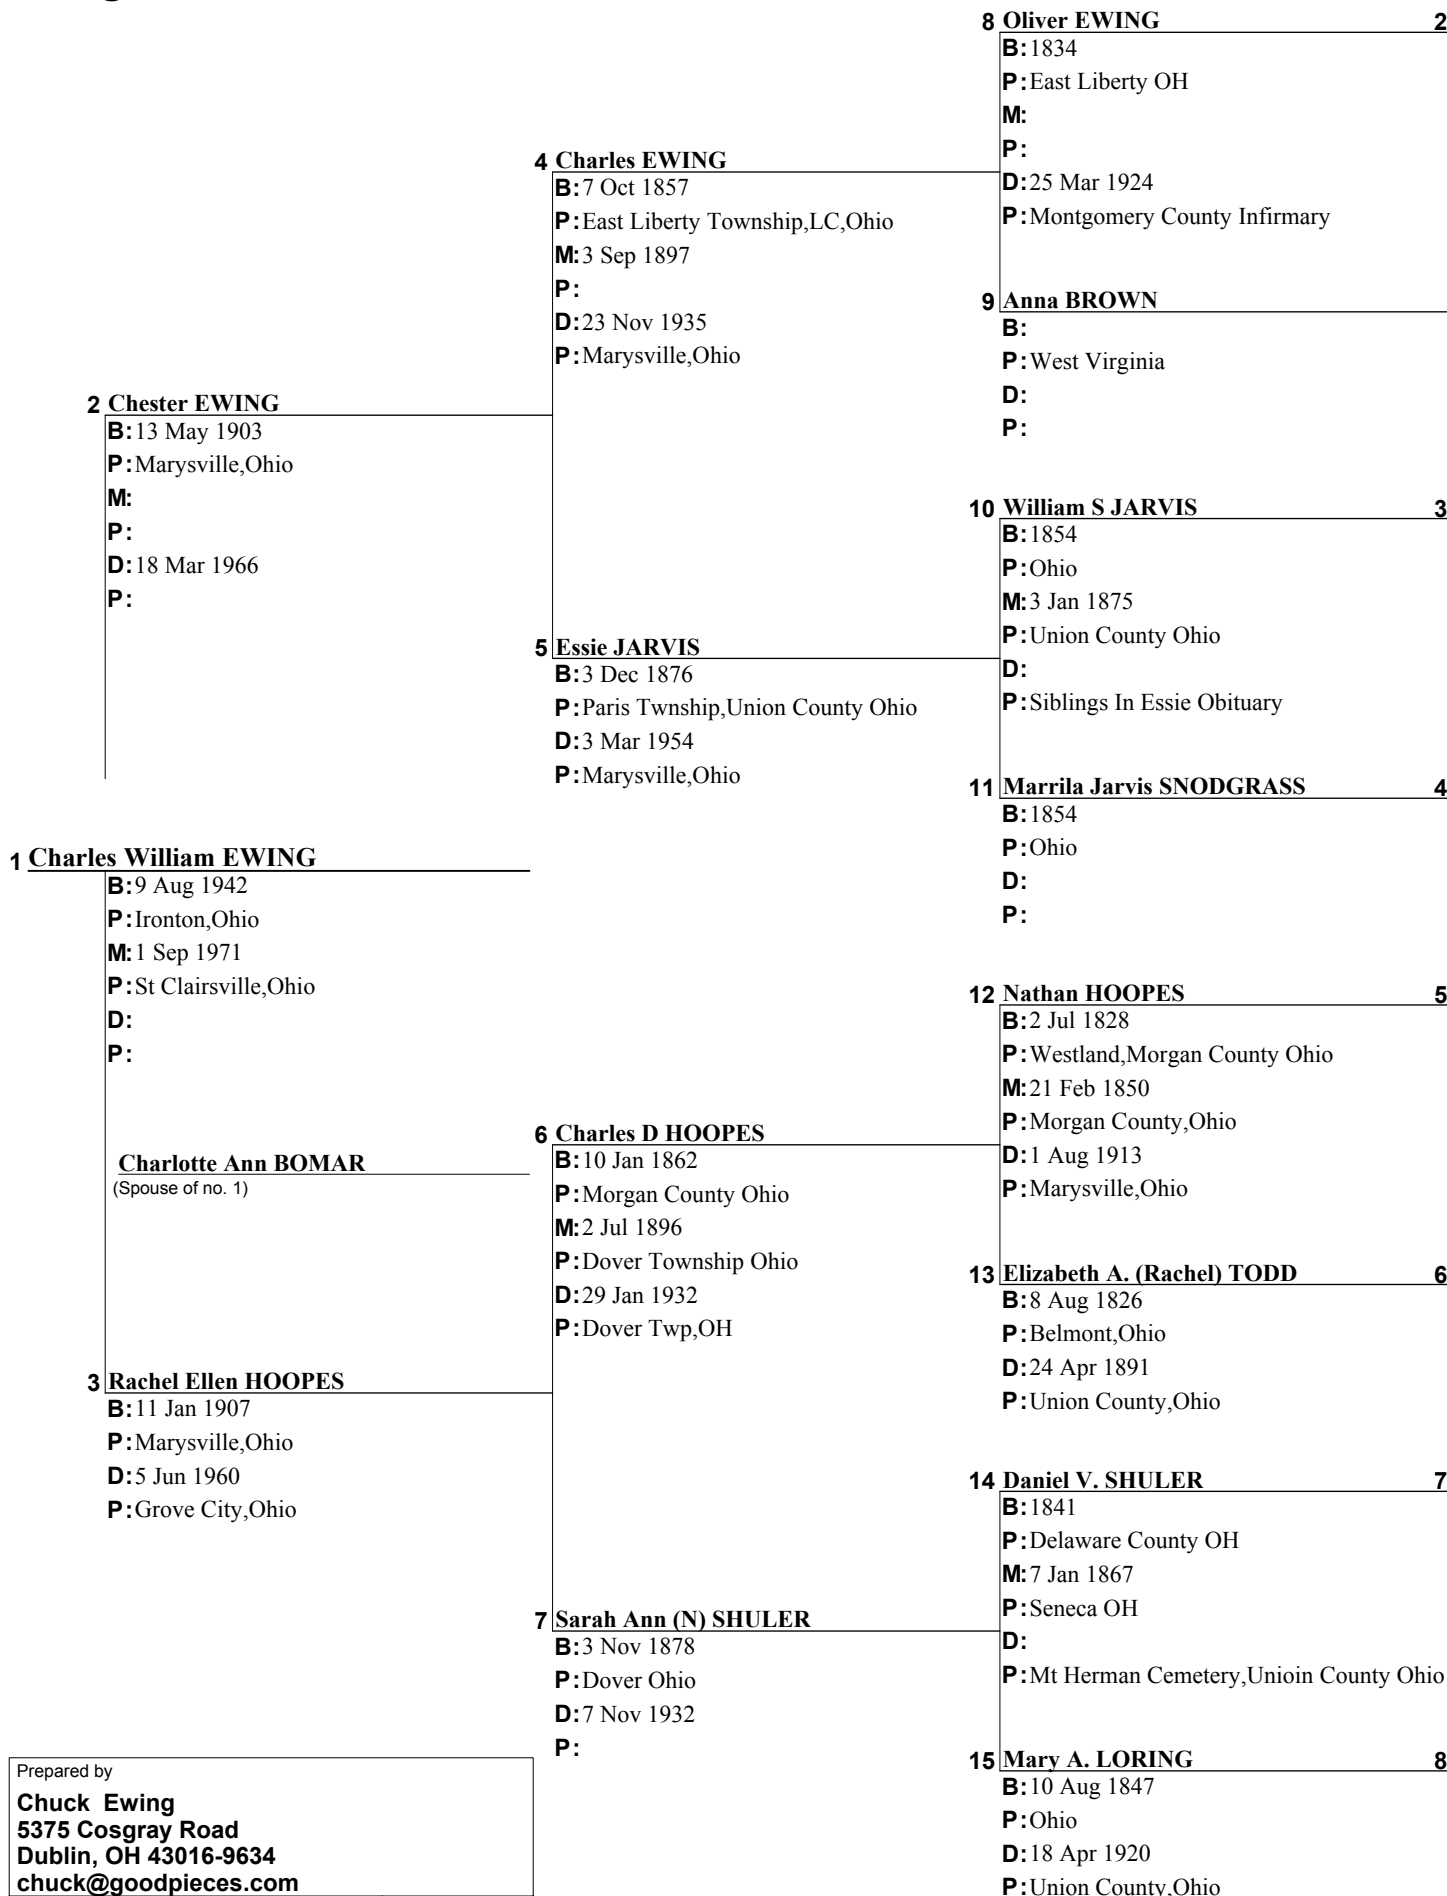 8 Oliver EWING 2
B: 1834
P: East Liberty OH
M:
P:
D: 25 Mar 1924
P: Montgomery County Infirmary
4 Charles EWING
B: 7 Oct 1857
P: East Liberty Township,LC,Ohio
M: 3 Sep 1897
P:
D: 23 Nov 1935
P: Marysville,Ohio
9 Anna BROWN
B:
P: West Virginia
D:
P:
2 Chester EWING
B: 13 May 1903
P: Marysville,Ohio
M:
P:
D: 18 Mar 1966
P:
10 William S JARVIS 3
B: 1854
P: Ohio
M: 3 Jan 1875
P: Union County Ohio
D:
P: Siblings In Essie Obituary
5 Essie JARVIS
B: 3 Dec 1876
P: Paris Twnship,Union County Ohio
D: 3 Mar 1954
P: Marysville,Ohio
11 Marrila Jarvis SNODGRASS 4
B: 1854
P: Ohio
D:
P:
1 Charles William EWING
B: 9 Aug 1942
P: Ironton,Ohio
M: 1 Sep 1971
P: St Clairsville,Ohio
D:
P:
Charlotte Ann BOMAR
(Spouse of no. 1)
12 Nathan HOOPES 5
B: 2 Jul 1828
P: Westland,Morgan County Ohio
M: 21 Feb 1850
P: Morgan County,Ohio
D: 1 Aug 1913
P: Marysville,Ohio
6 Charles D HOOPES
B: 10 Jan 1862
P: Morgan County Ohio
M: 2 Jul 1896
P: Dover Township Ohio
D: 29 Jan 1932
P: Dover Twp,OH
13 Elizabeth A. (Rachel) TODD 6
B: 8 Aug 1826
P: Belmont,Ohio
D: 24 Apr 1891
P: Union County,Ohio
3 Rachel Ellen HOOPES
B: 11 Jan 1907
P: Marysville,Ohio
D: 5 Jun 1960
P: Grove City,Ohio
14 Daniel V. SHULER 7
B: 1841
P: Delaware County OH
M: 7 Jan 1867
P: Seneca OH
D:
P: Mt Herman Cemetery,Unioin County Ohio
7 Sarah Ann (N) SHULER
B: 3 Nov 1878
P: Dover Ohio
D: 7 Nov 1932
P:
15 Mary A. LORING 8
B: 10 Aug 1847
P: Ohio
D: 18 Apr 1920
P: Union County,Ohio
Prepared by
Chuck Ewing
5375 Cosgray Road
Dublin, OH 43016-9634
chuck@goodpieces.com